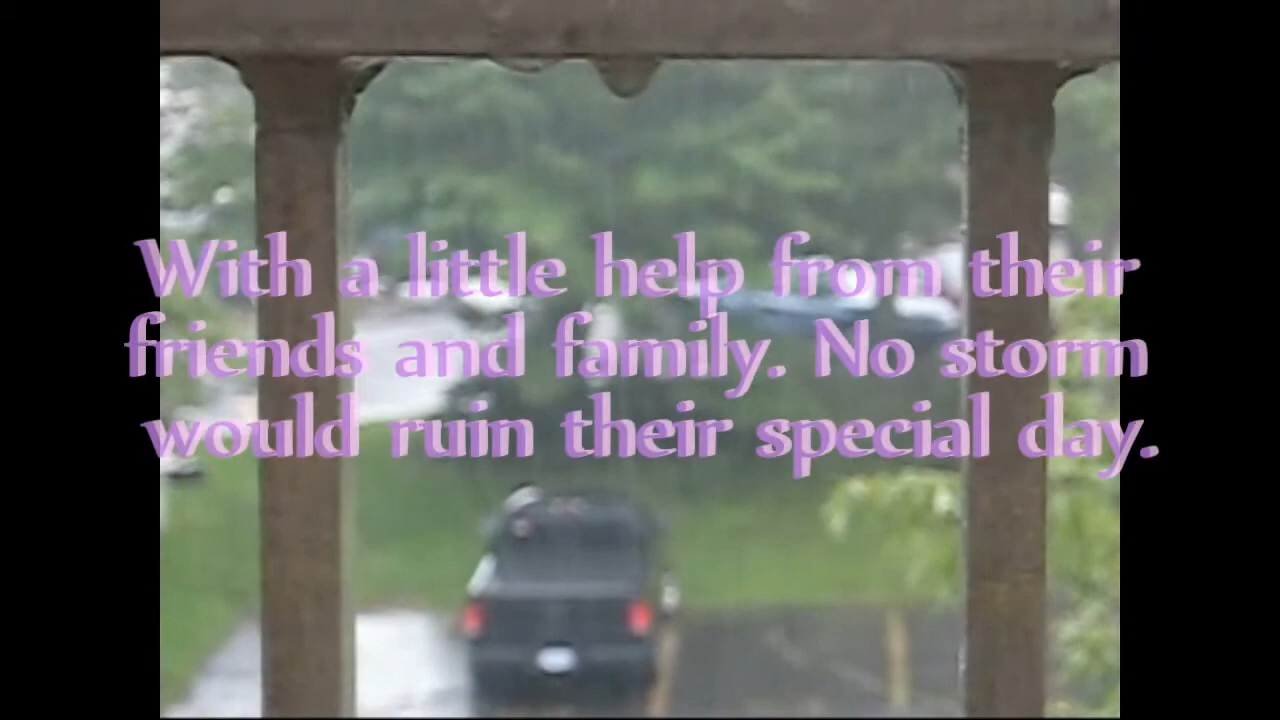 With a little help from their
friends and family. No storm
would ruin their special day.